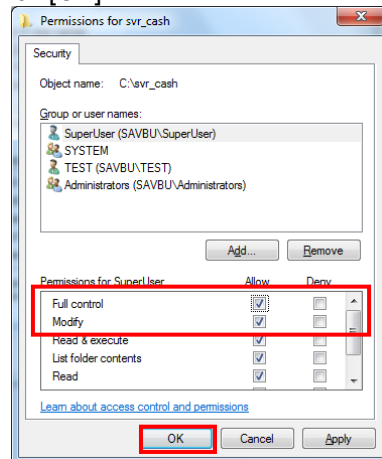 Permissions for svr_cash
Security
Object name: C:\svr_cash
Group or user names:
SuperUser (SAVBU\SuperUser)
SYSTEM
TEST (SAVBU\TEST)
Administrators (SAVBU\Administrators)
Add... Remove
Permissions for SuperUser Allow Deny
Full control
Modify
Read & execute
List folder contents
Read
Learn about access control and permissions
OK Cancel Apply